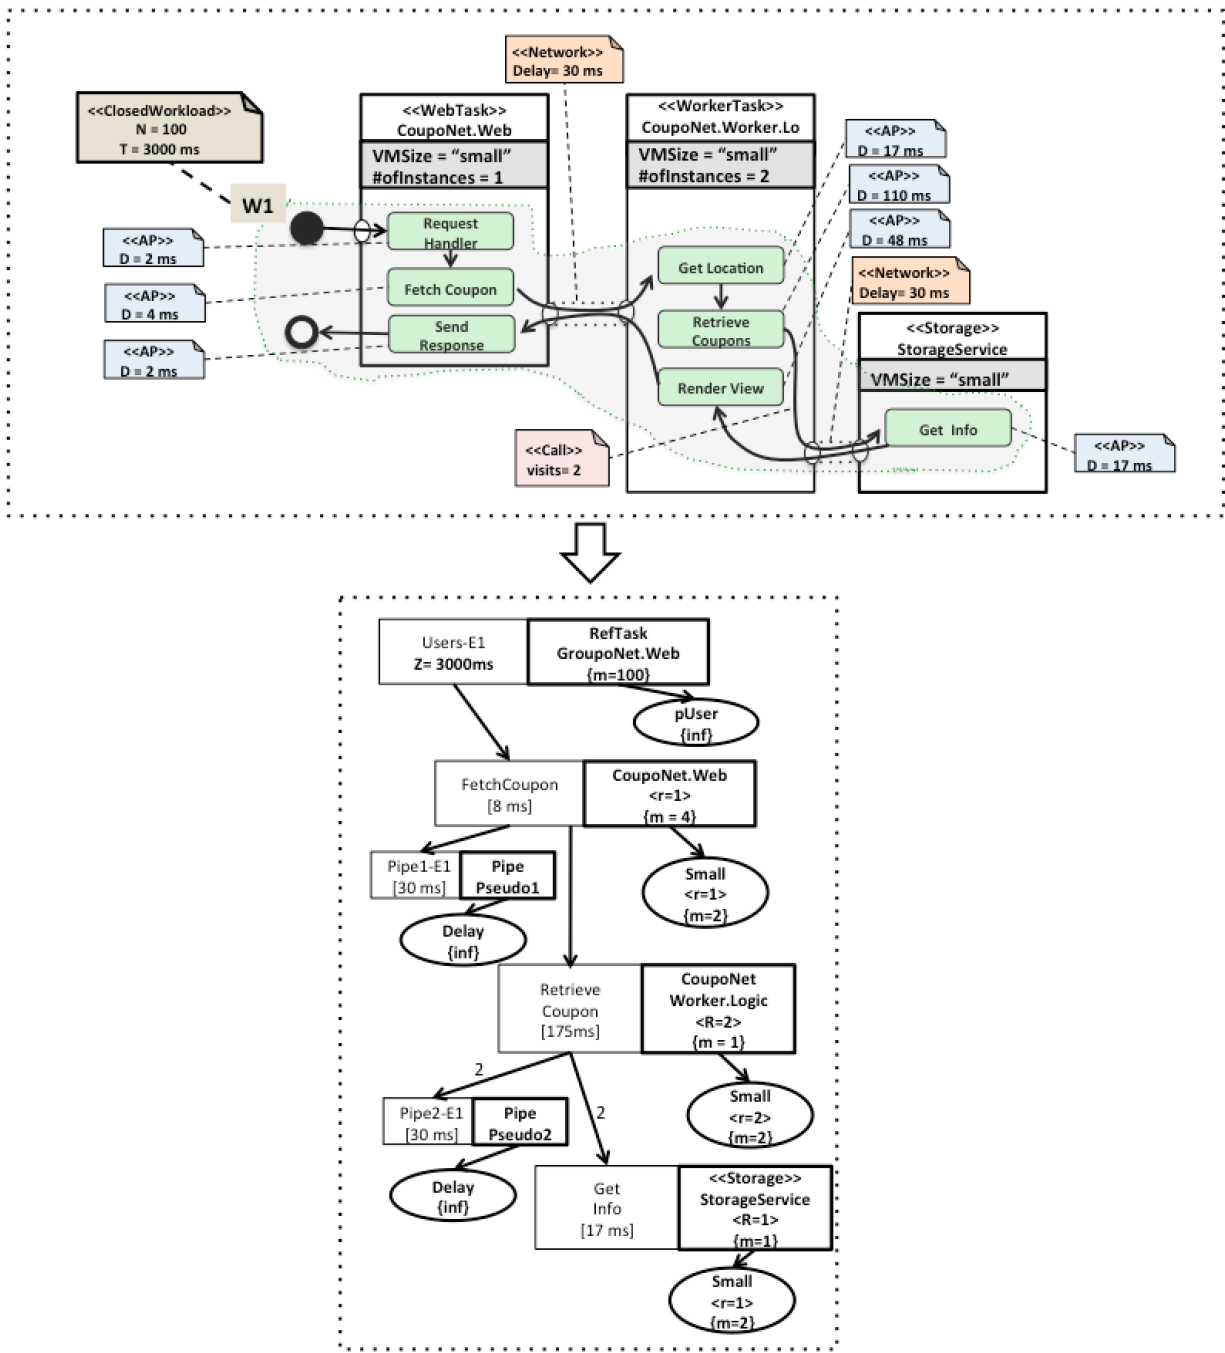 <<Network>>
Delay= 30 ms
<<ClosedWorkload>>
N = 100
T = 3000 ms
<<WebTask>>
CoupoNet.Web
VMSize = “small”
#ofInstances = 1
<<WorkerTask>>
CoupoNet.Worker.Lo
VMSize = “small”
#ofInstances = 2
<<AP>>
D = 17 ms
<<AP>>
D = 110 ms
<<AP>>
D = 48 ms
<<Network>>
Delay= 30 ms
W1
<<AP>>
D = 2 ms
<<AP>>
D = 4 ms
<<AP>>
D = 2 ms
Request
Handler
Fetch Coupon
Send
Response
Get Location
Retrieve
Coupons
Render View
<<Storage>>
StorageService
VMSize = “small”
Get Info
<<Call>>
visits= 2
<<AP>>
D = 17 ms
Users-E1
Z= 3000ms
RefTask
GroupoNet.Web
{m=100}
pUser
{inf}
FetchCoupon
[8 ms]
CoupoNet.Web
<r=1>
{m = 4}
Pipe1-E1
[30 ms]
Pipe
Pseudo1
Small
<r=1>
{m=2}
Delay
{inf}
Retrieve
Coupon
[175ms]
CoupoNet
Worker.Logic
<R=2>
{m = 1}
2
2
Pipe2-E1
[30 ms]
Pipe
Pseudo2
Small
<r=2>
{m=2}
Delay
{inf}
Get
Info
[17 ms]
<<Storage>>
StorageService
<R=1>
{m=1}
Small
<r=1>
{m=2}